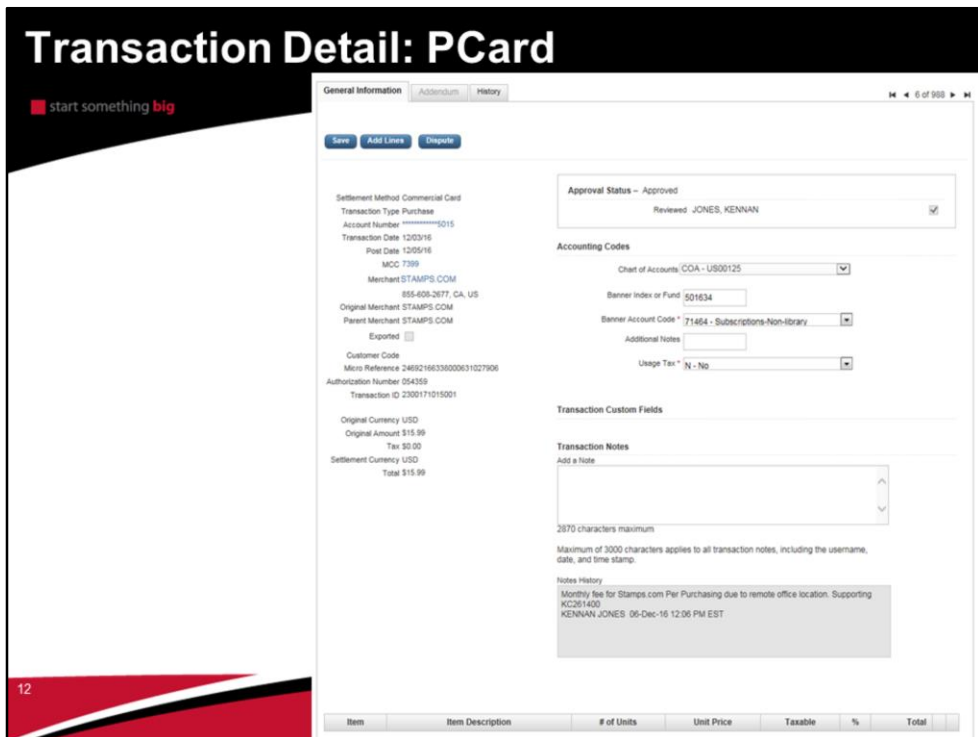 Transaction Detail: PCard
start something big
General Information Addendum History
6 of 988
Save Add Lines Dispute
Settlement Method Commercial Card
Transaction Type Purchase
Account Number ************5015
Transaction Date 12/03/16
Post Date 12/05/16
MCC 7399
Merchant STAMPS.COM
855-608-2677, CA, US
Original Merchant STAMPS.COM
Parent Merchant STAMPS.COM
Exported
Customer Code
Micro Reference 24692166338000631027906
Authorization Number 054359
Transaction ID 2300171015001
Original Currency USD
Original Amount $15.99
Tax $0.00
Settlement Currency USD
Total $15.99
Approval Status – Approved
Reviewed JONES, KENNAN
Accounting Codes
Chart of Accounts COA - US00125
Banner Index or Fund 501634
Banner Account Code * 71464 - Subscriptions-Non-library
Additional Notes
Usage Tax * N - No
Transaction Custom Fields
Transaction Notes
Add a Note
2870 characters maximum
Maximum of 3000 characters applies to all transaction notes, including the username,
date, and time stamp.
Notes History
Monthly fee for Stamps.com Per Purchasing due to remote office location. Supporting
KC261400
KENNAN JONES 06-Dec-16 12:06 PM EST
Item Item Description # of Units Unit Price Taxable % Total
12